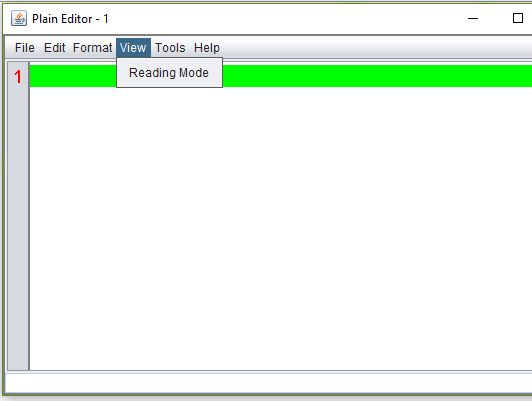 Plain Editor - 1
File Edit Format View Tools Help
Reading Mode
1